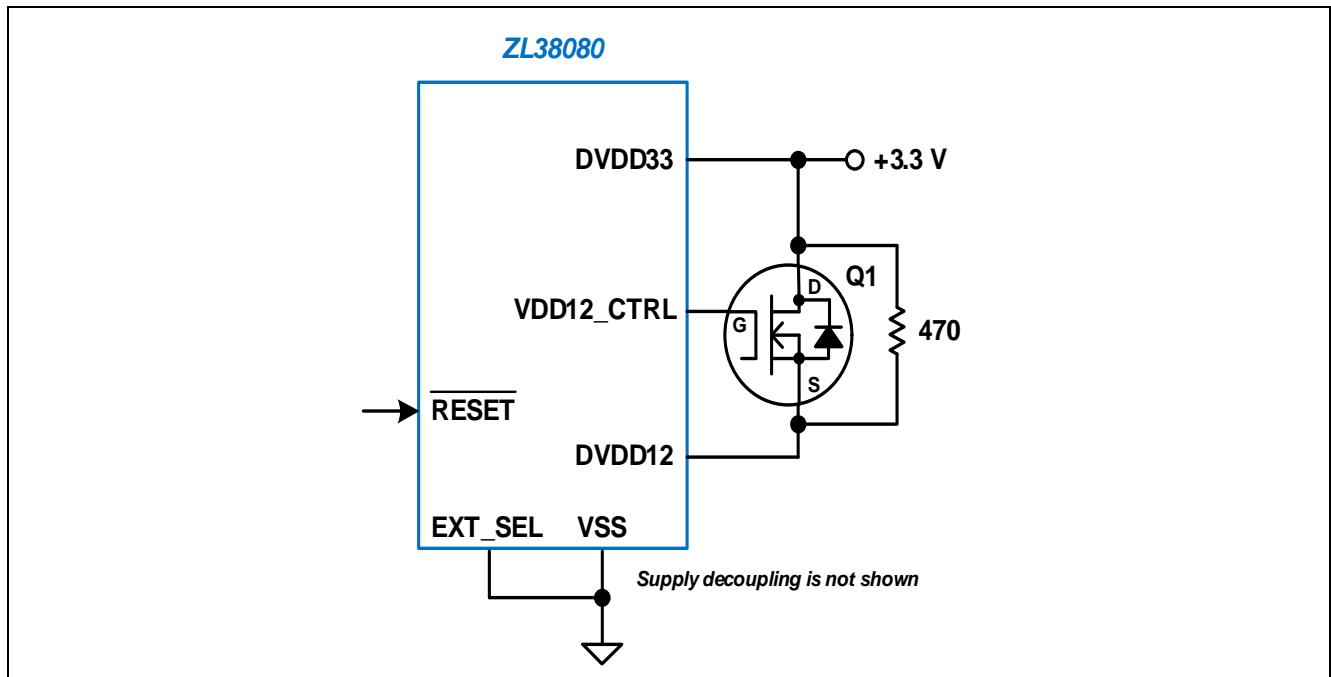 ZL38080
DVDD33
+3.3 V
D
Q1
VDD12_CTRL
G
470
S
RESET
DVDD12
EXT_SEL VSS
Supply decoupling is not shown